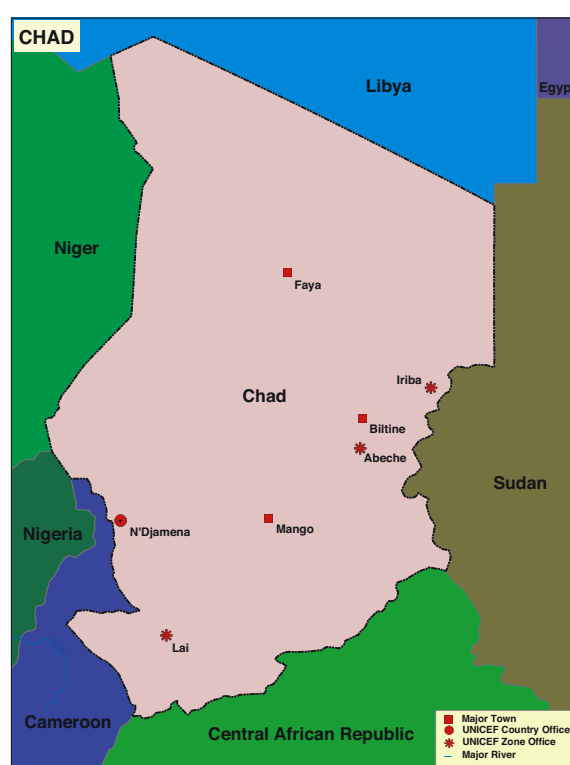 CHAD
Libya
Egyp
Niger
Faya
Iriba
Chad
Biltine
Abeche
Sudan
Nigeria
N'Djamena
Mango
Lai
Cameroon
Central African Republic
Major Town
UNICEF Country Office
UNICEF Zone Office
Major River